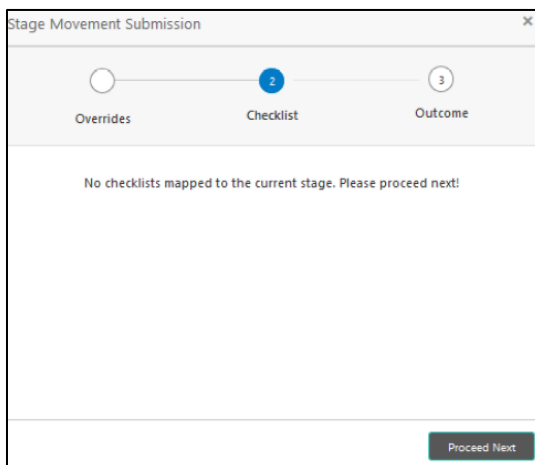 Stage Movement Submission
×
2
3
Overrides
Checklist
Outcome
No checklists mapped to the current stage. Please proceed next!
Proceed Next